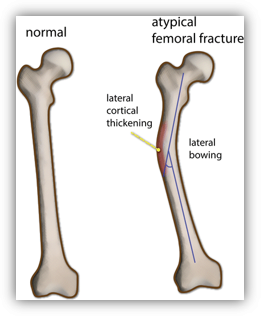 normal
atypical
femoral fracture
lateral
cortical
thickening
lateral
bowing